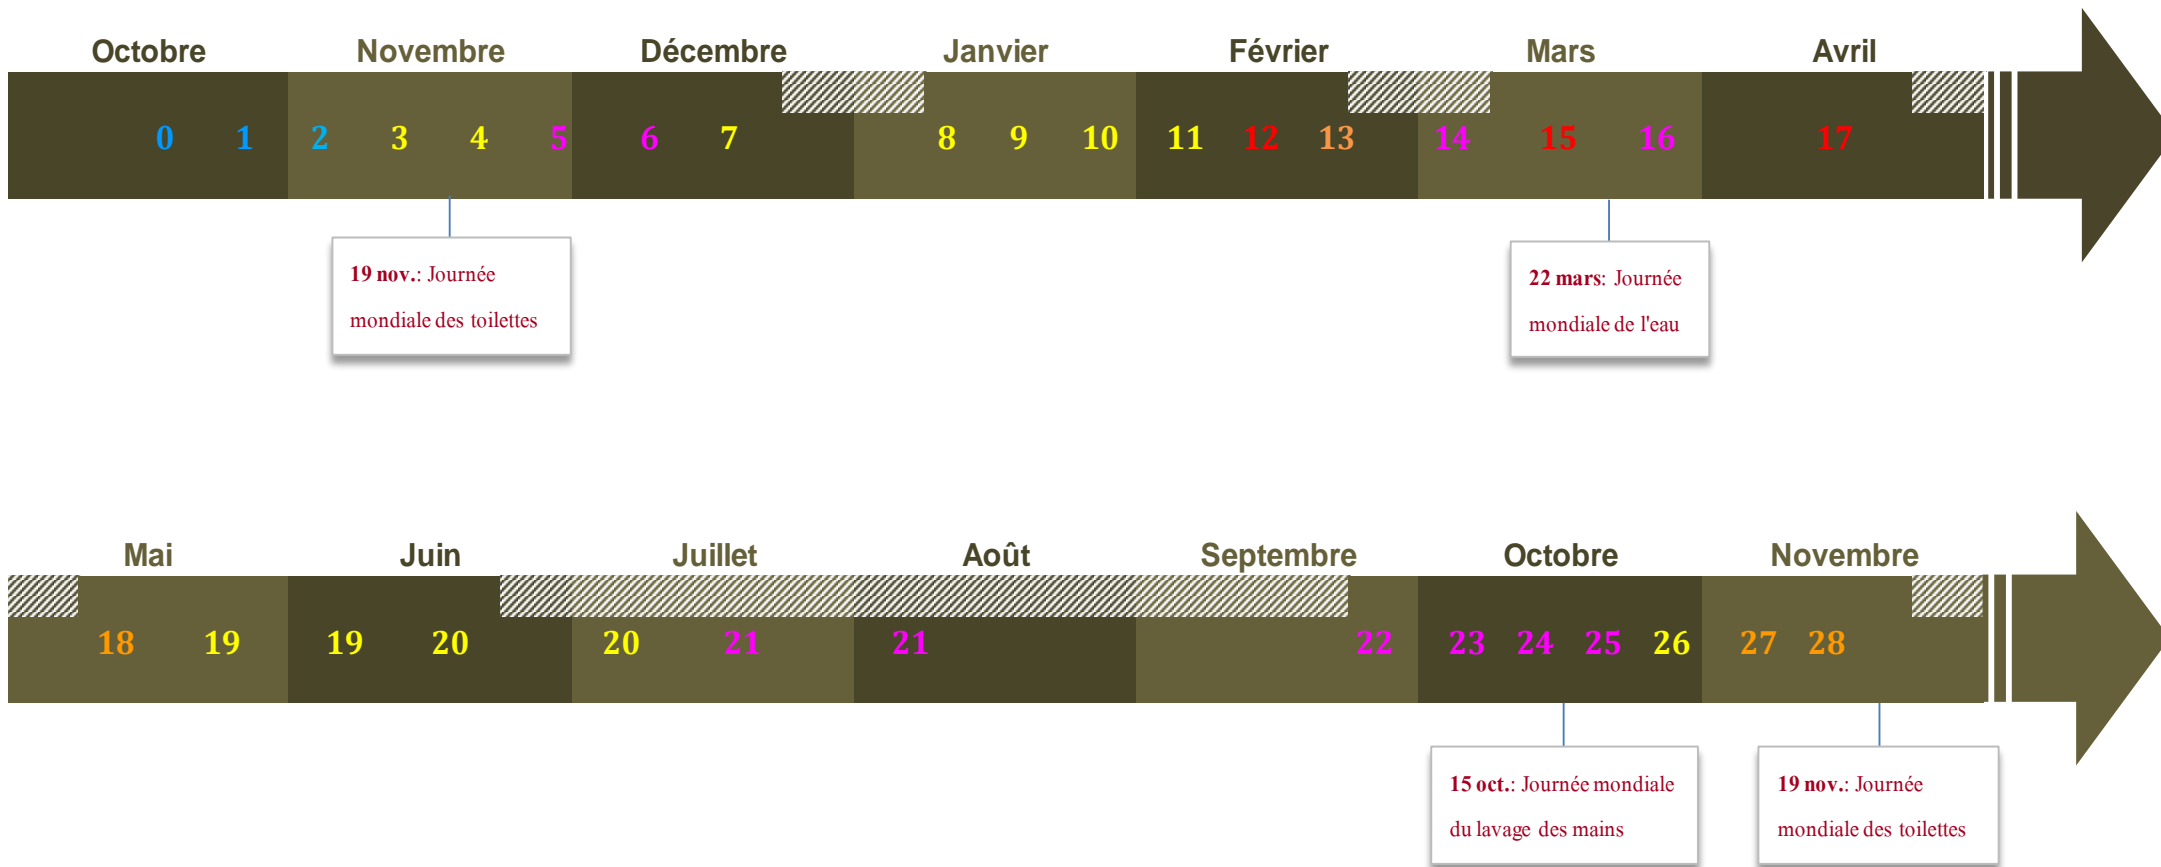 Octobre Novembre Décembre Janvier Février Mars Avril
0 1 2 3 4 5 6 7 8 9 10 11 12 13 14 15 16 17
19 nov.: Journée
mondiale des toilettes
22 mars: Journée
mondiale de l'eau
Mai Juin Juillet Août Septembre Octobre Novembre
18 19 19 20 20 21 21 22 23 24 25 26 27 28
15 oct.: Journée mondiale
du lavage des mains
19 nov.: Journée
mondiale des toilettes